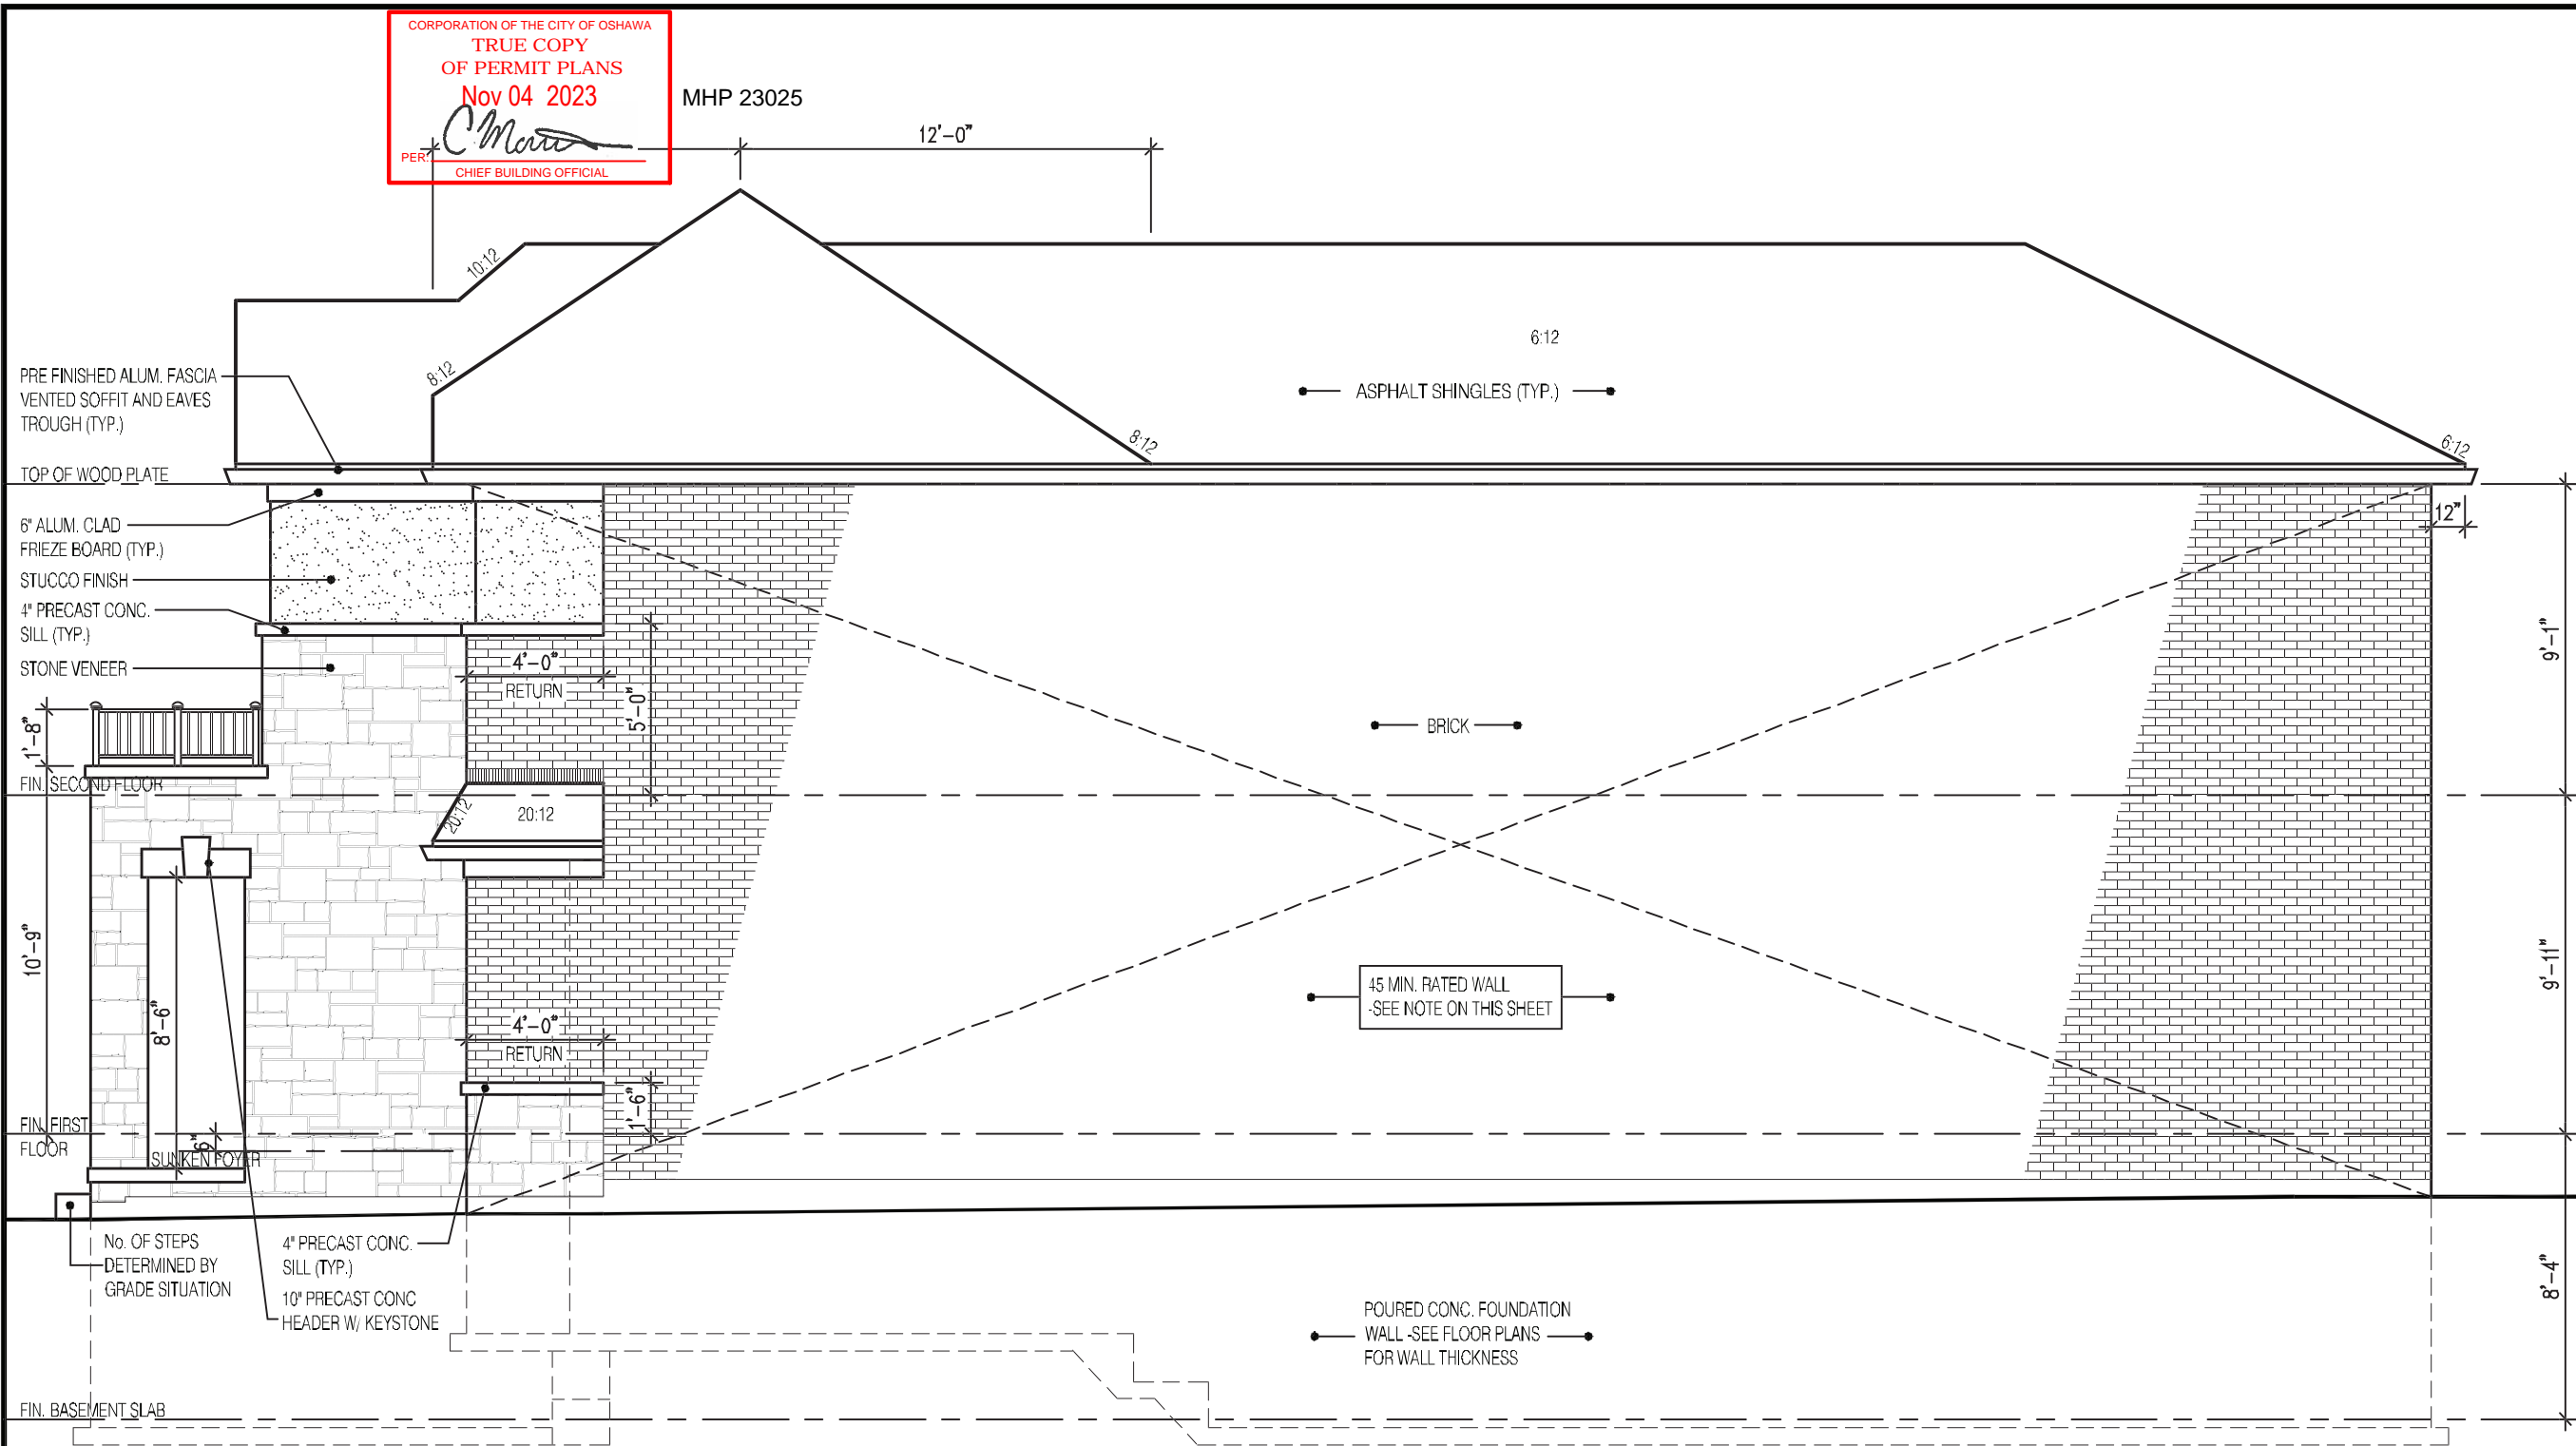 CORPORATION OF THE CITY OF OSHAWA
TRUE COPY
OF PERMIT PLANS
Nov 04 2023
PER:
CHIEF BUILDING OFFICIAL
MHP 23025
12'-0"
10:12
8:12
8:12
6:12
6:12
ASPHALT SHINGLES (TYP.)
PRE FINISHED ALUM. FASCIA
VENTED SOFFIT AND EAVES
TROUGH (TYP.)
TOP OF WOOD PLATE
6" ALUM. CLAD
FRIEZE BOARD (TYP.)
STUCCO FINISH
4" PRECAST CONC.
SILL (TYP.)
STONE VENEER
12"
9'-1"
4'-0"
RETURN
5'-0"
BRICK
1'-8"
FIN. SECOND FLOOR
20:12
20:12
10'-9"
8'-6"
4'-0"
RETURN
1'-6"
45 MIN. RATED WALL
-SEE NOTE ON THIS SHEET
9'-11"
FIN. FIRST
FLOOR
6"
SUNKEN FOYER
No. OF STEPS
DETERMINED BY
GRADE SITUATION
4" PRECAST CONC.
SILL (TYP.)
10" PRECAST CONC
HEADER W/ KEYSTONE
POURED CONC. FOUNDATION
WALL -SEE FLOOR PLANS
FOR WALL THICKNESS
8'-4"
FIN. BASEMENT SLAB